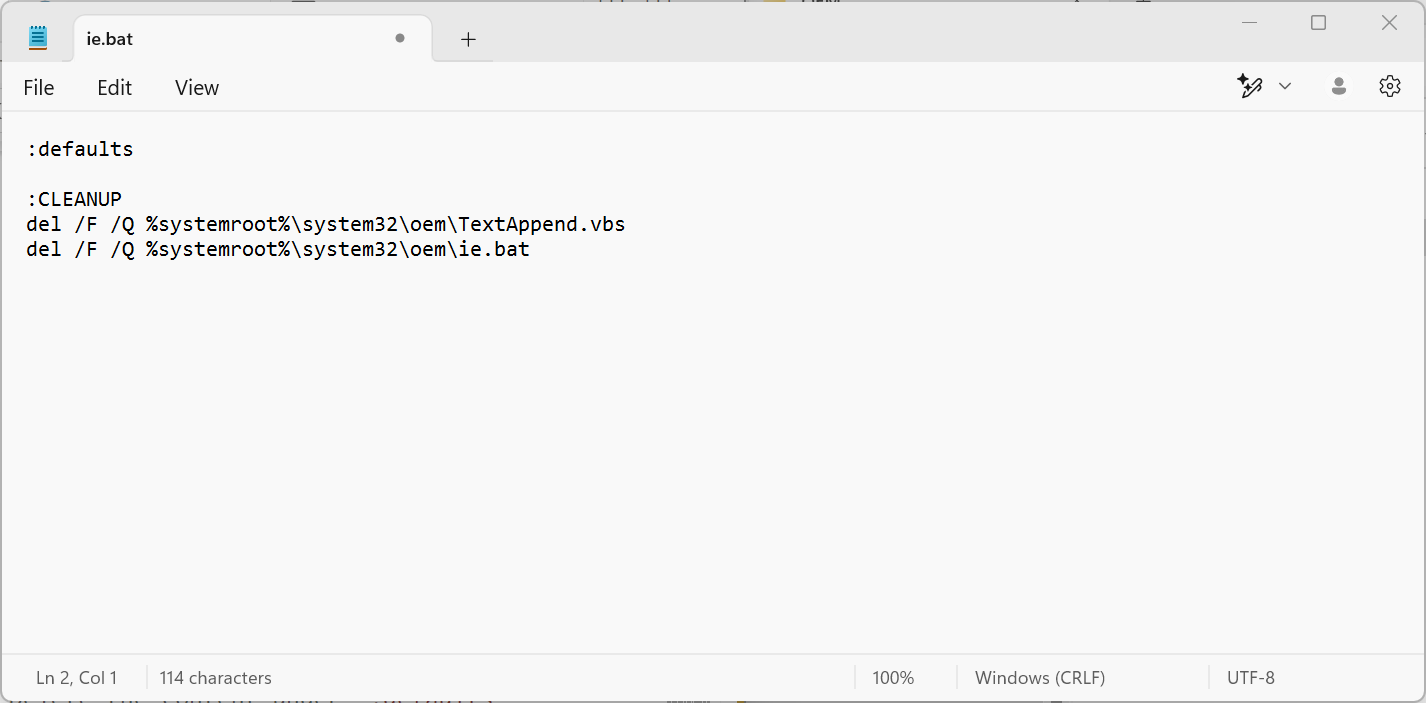 ie.bat
File Edit View
:defaults
:CLEANUP
del /F /Q %systemroot%\system32\oem\TextAppend.vbs
del /F /Q %systemroot%\system32\oem\ie.bat
Ln 2, Col 1 114 characters 100% Windows (CRLF) UTF-8